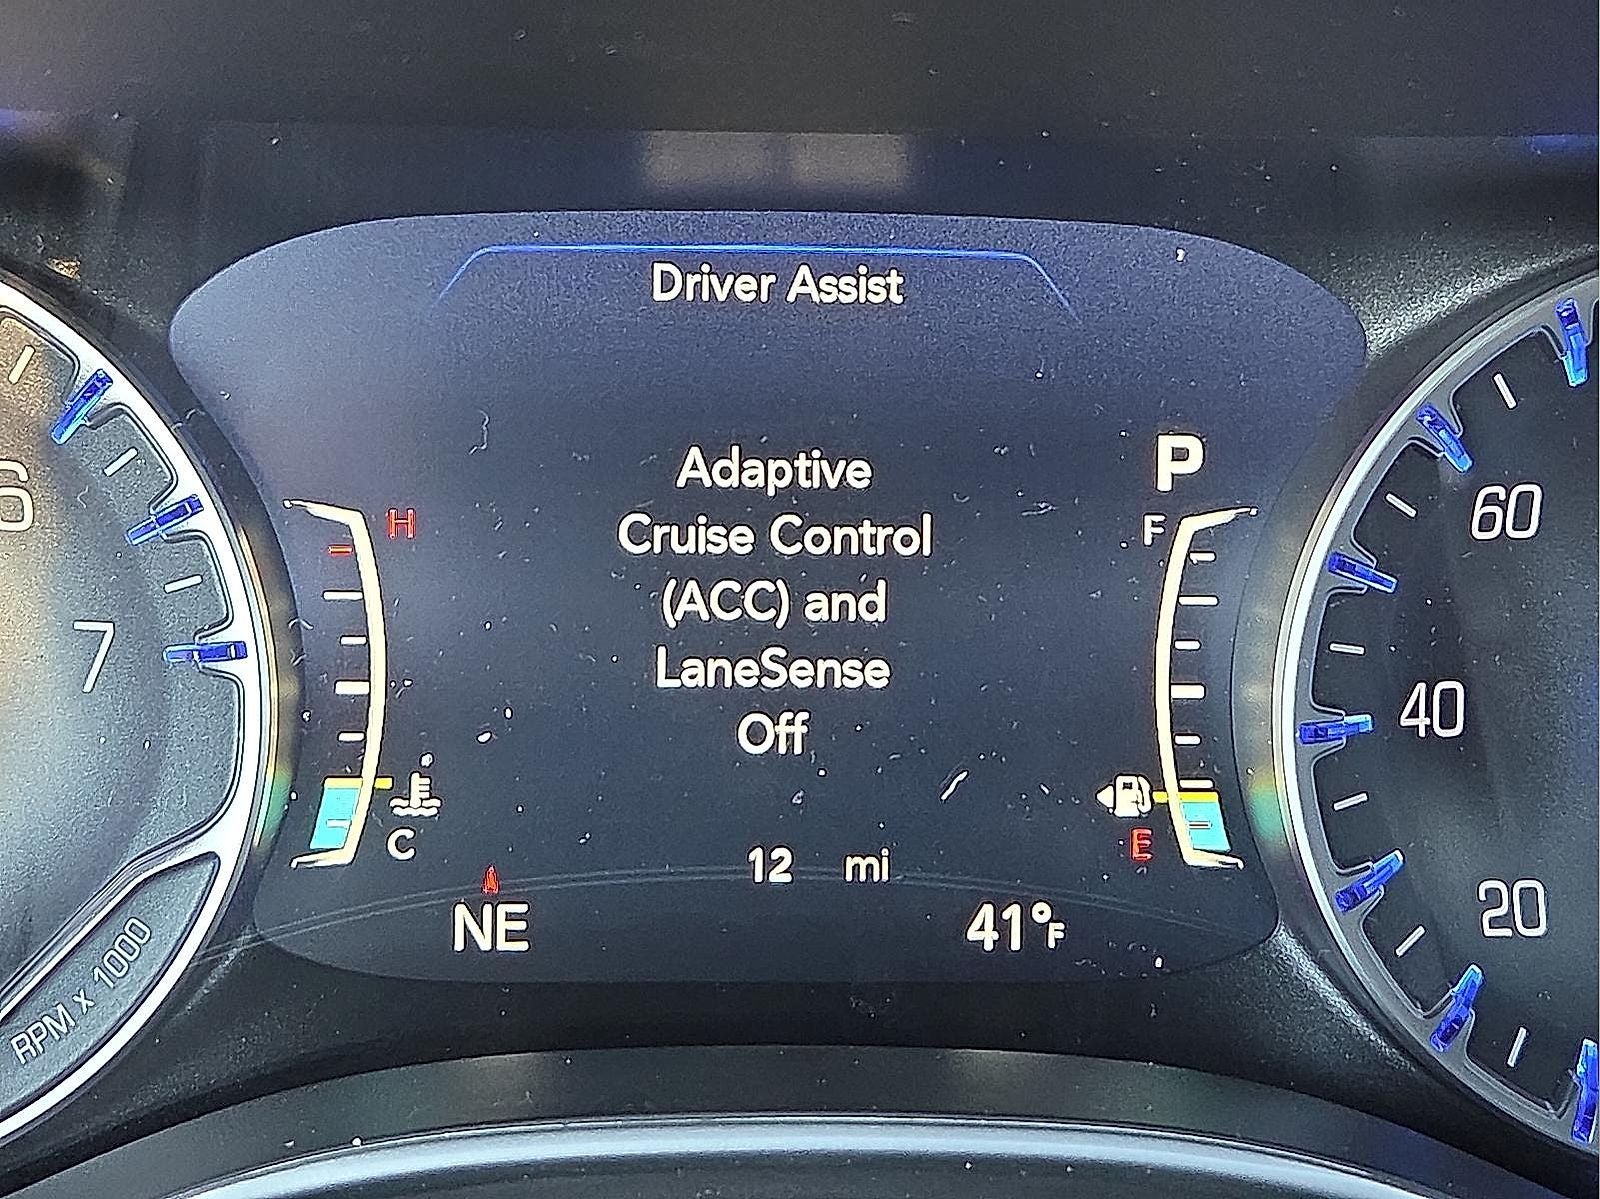 Driver Assist
Adaptive
Cruise Control
(ACC) and
LaneSense
Off
P
H
F
C
E
12 mi
NE
41°F
6
7
RPM x 1000
60
40
20